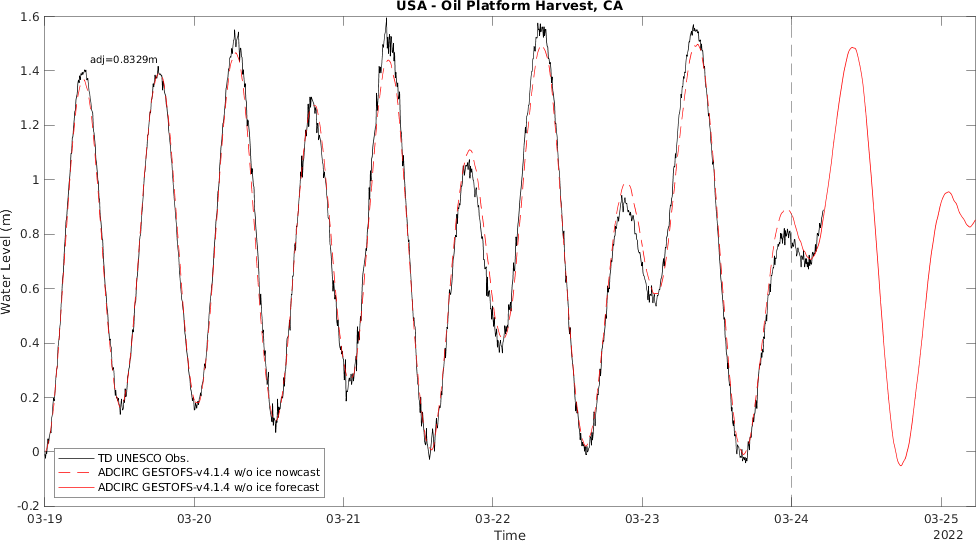 USA - Oil Platform Harvest, CA
1.6
adj=0.8329m
1.4
1.2
1
0.8
0.6
0.4
0.2
0
-0.2
Water Level (m)
TD UNESCO Obs.
ADCIRC GESTOFS-v4.1.4 w/o ice nowcast
ADCIRC GESTOFS-v4.1.4 w/o ice forecast
03-19 03-20 03-21 03-22 03-23 03-24 03-25
Time
2022